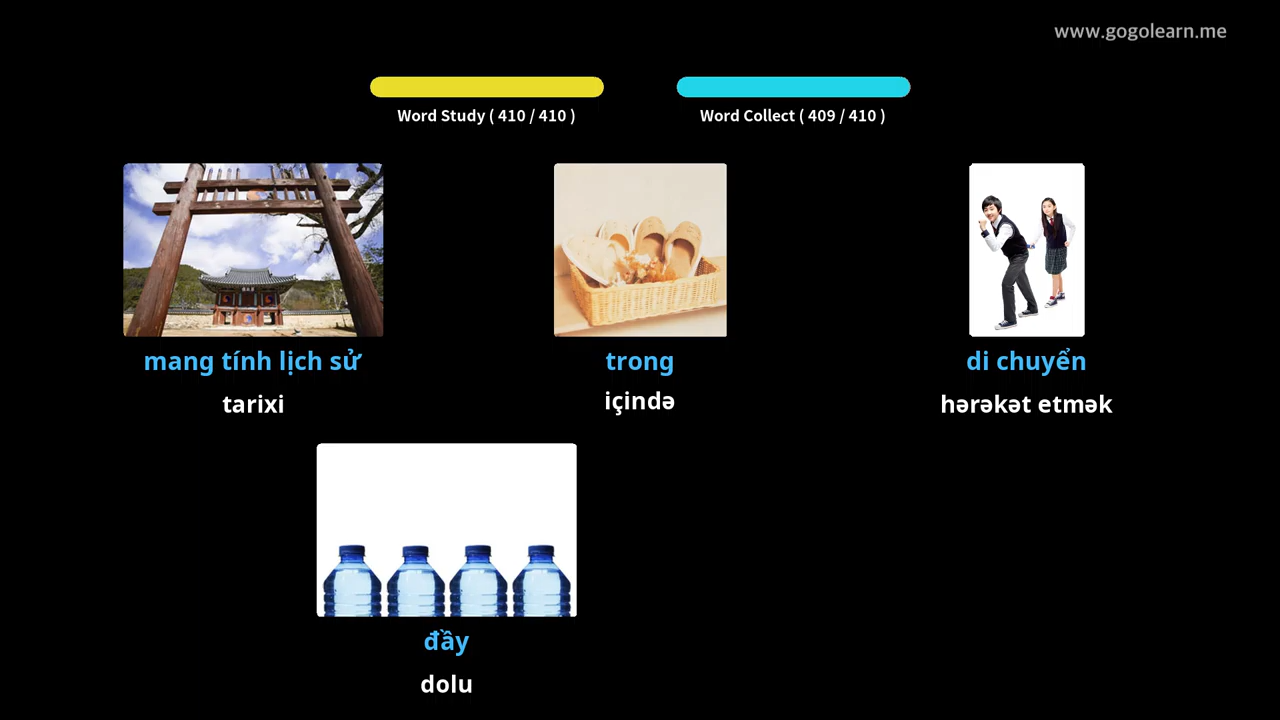 www.gogolearn.me
Word Study ( 410 / 410 )
Word Collect ( 409 / 410 )
mang tính lịch sử
tarixi
trong
içində
di chuyển
hərəkət etmək
đầy
dolu